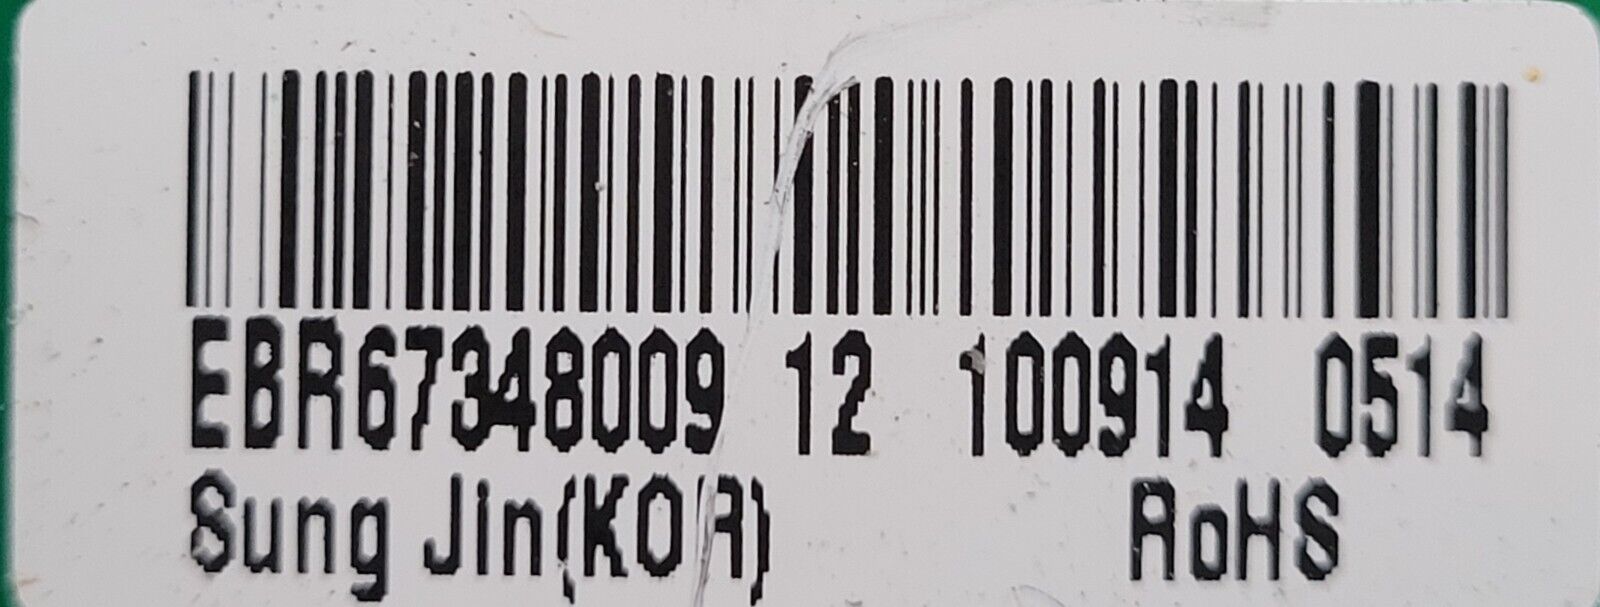 EBR67348009 12 100914 0514
Sung Jin(KOR) RoHS